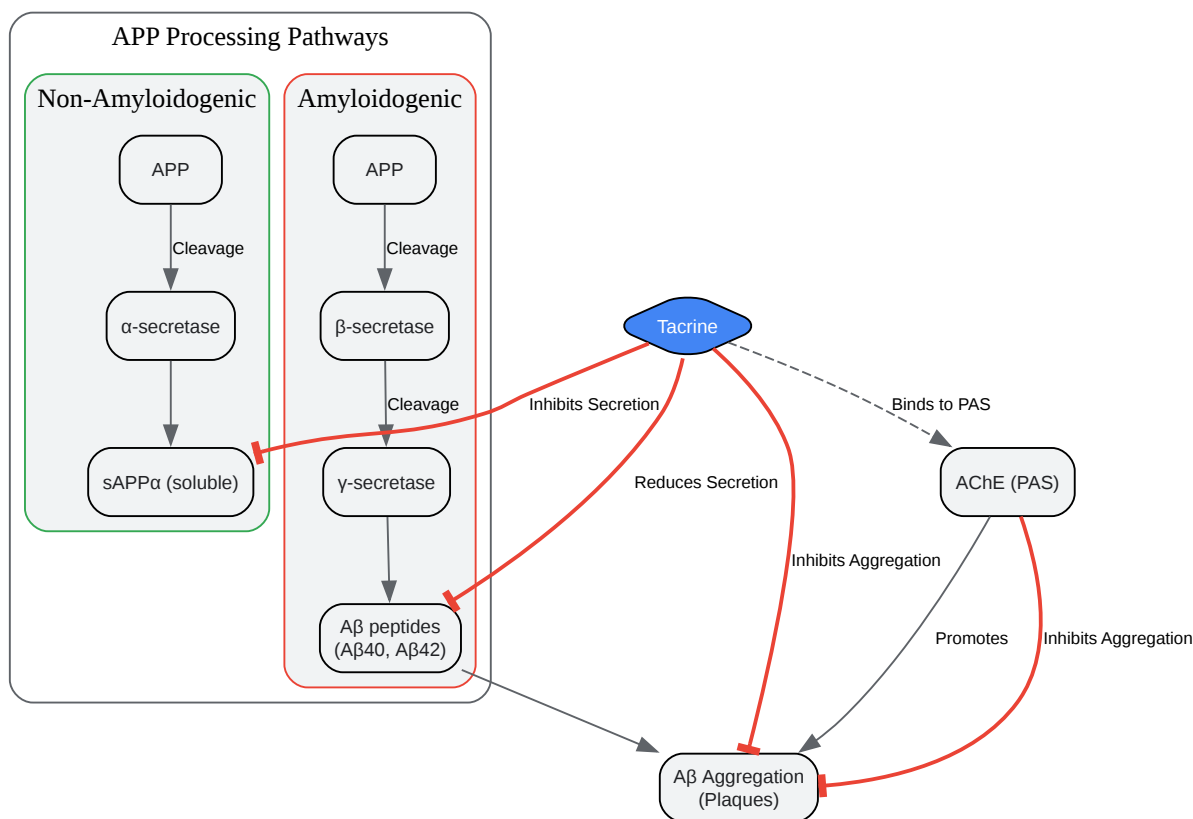 APP Processing Pathways
Non-Amyloidogenic
Amyloidogenic
APP
APP
Cleavage
Cleavage
α-secretase
β-secretase
Tacrine
Cleavage
Inhibits Secretion
Binds to PAS
sAPPα (soluble)
γ-secretase
Reduces Secretion
AChE (PAS)
Inhibits Aggregation
Aβ peptides
(Aβ40, Aβ42)
Promotes
Inhibits Aggregation
Aβ Aggregation
(Plaques)